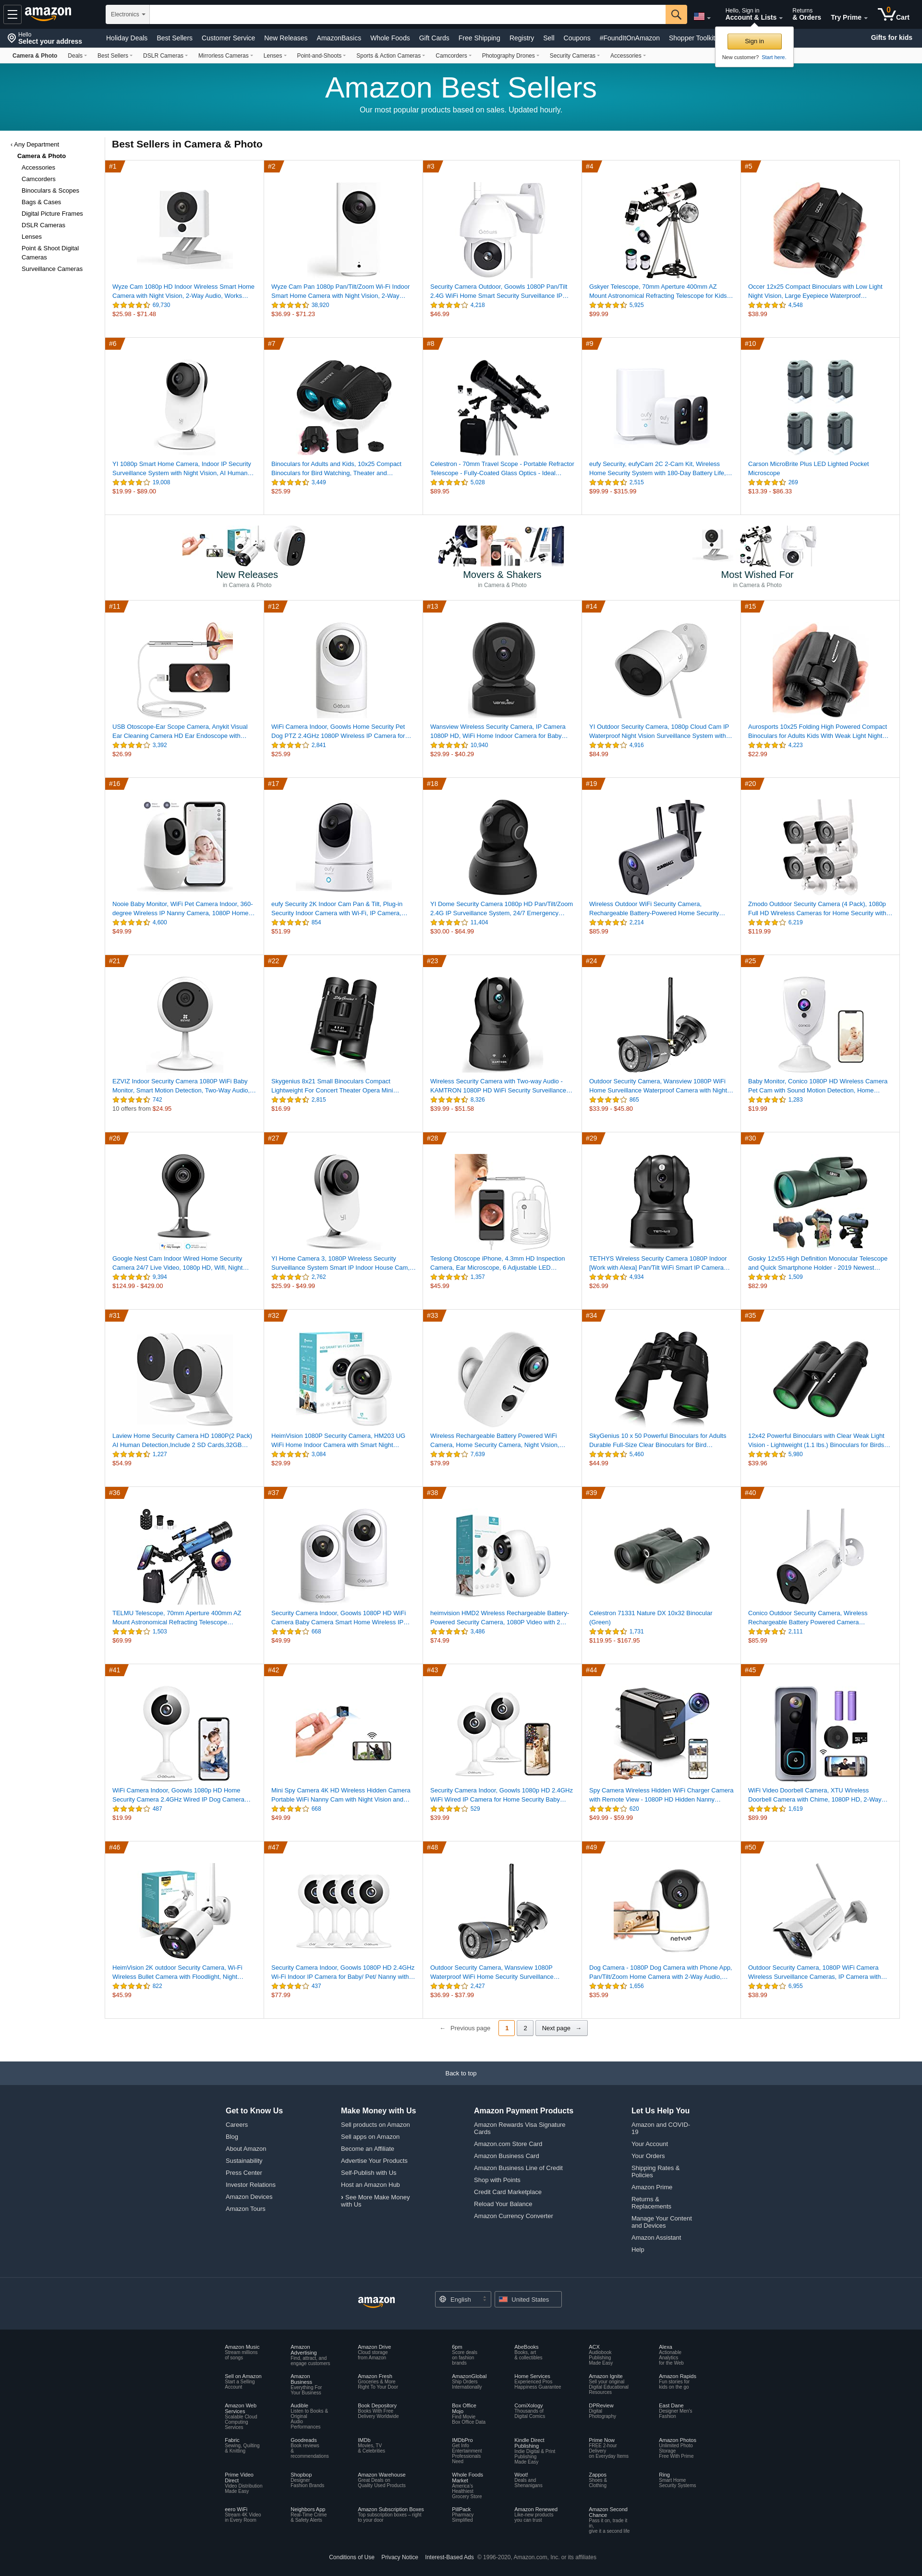 Hello
Select your address
amazon
Electronics
Hello, Sign in
Account & Lists
Returns
& Orders
Try Prime
0
Cart
Holiday Deals Best Sellers Customer Service New Releases AmazonBasics Whole Foods Gift Cards Free Shipping Registry Sell Coupons #FoundItOnAmazon Shopper Toolkit
Gifts for kids
Sign in
New customer? Start here.
Camera & Photo Deals Best Sellers DSLR Cameras Mirrorless Cameras Lenses Point-and-Shoots Sports & Action Cameras Camcorders Photography Drones Security Cameras Accessories
Amazon Best Sellers
Our most popular products based on sales. Updated hourly.
‹ Any Department
Camera & Photo
Accessories
Camcorders
Binoculars & Scopes
Bags & Cases
Digital Picture Frames
DSLR Cameras
Lenses
Point & Shoot Digital
Cameras
Surveillance Cameras
Best Sellers in Camera & Photo
#1
Wyze Cam 1080p HD Indoor Wireless Smart Home
Camera with Night Vision, 2-Way Audio, Works…
69,730
$25.98 - $71.48
#2
Wyze Cam Pan 1080p Pan/Tilt/Zoom Wi-Fi Indoor
Smart Home Camera with Night Vision, 2-Way…
38,920
$36.99 - $71.23
#3
Security Camera Outdoor, Goowls 1080P Pan/Tilt
2.4G WiFi Home Smart Security Surveillance IP…
4,218
$46.99
#4
Gskyer Telescope, 70mm Aperture 400mm AZ
Mount Astronomical Refracting Telescope for Kids…
5,925
$99.99
#5
Occer 12x25 Compact Binoculars with Low Light
Night Vision, Large Eyepiece Waterproof…
4,548
$38.99
#6
YI 1080p Smart Home Camera, Indoor IP Security
Surveillance System with Night Vision, AI Human…
19,008
$19.99 - $89.00
#7
Binoculars for Adults and Kids, 10x25 Compact
Binoculars for Bird Watching, Theater and…
3,449
$25.99
#8
Celestron - 70mm Travel Scope - Portable Refractor
Telescope - Fully-Coated Glass Optics - Ideal…
5,028
$89.95
#9
eufy Security, eufyCam 2C 2-Cam Kit, Wireless
Home Security System with 180-Day Battery Life,…
2,515
$99.99 - $315.99
#10
Carson MicroBrite Plus LED Lighted Pocket
Microscope
269
$13.39 - $86.33
New Releases
in Camera & Photo
Movers & Shakers
in Camera & Photo
Most Wished For
in Camera & Photo
#11
USB Otoscope-Ear Scope Camera, Anykit Visual
Ear Cleaning Camera HD Ear Endoscope with…
3,392
$26.99
#12
WiFi Camera Indoor, Goowls Home Security Pet
Dog PTZ 2.4GHz 1080P Wireless IP Camera for…
2,841
$25.99
#13
Wansview Wireless Security Camera, IP Camera
1080P HD, WiFi Home Indoor Camera for Baby…
10,940
$29.99 - $40.29
#14
YI Outdoor Security Camera, 1080p Cloud Cam IP
Waterproof Night Vision Surveillance System with…
4,916
$84.99
#15
Aurosports 10x25 Folding High Powered Compact
Binoculars for Adults Kids With Weak Light Night…
4,223
$22.99
#16
Nooie Baby Monitor, WiFi Pet Camera Indoor, 360-
degree Wireless IP Nanny Camera, 1080P Home…
4,600
$49.99
#17
eufy Security 2K Indoor Cam Pan & Tilt, Plug-in
Security Indoor Camera with Wi-Fi, IP Camera,…
854
$51.99
#18
YI Dome Security Camera 1080p HD Pan/Tilt/Zoom
2.4G IP Surveillance System, 24/7 Emergency…
11,404
$30.00 - $64.99
#19
Wireless Outdoor WiFi Security Camera,
Rechargeable Battery-Powered Home Security…
2,214
$85.99
#20
Zmodo Outdoor Security Camera (4 Pack), 1080p
Full HD Wireless Cameras for Home Security with…
6,219
$119.99
#21
EZVIZ Indoor Security Camera 1080P WiFi Baby
Monitor, Smart Motion Detection, Two-Way Audio,…
742
10 offers from $24.95
#22
Skygenius 8x21 Small Binoculars Compact
Lightweight For Concert Theater Opera Mini…
2,815
$16.99
#23
Wireless Security Camera with Two-way Audio -
KAMTRON 1080P HD WiFi Security Surveillance…
8,326
$39.99 - $51.58
#24
Outdoor Security Camera, Wansview 1080P WiFi
Home Surveillance Waterproof Camera with Night…
865
$33.99 - $45.80
#25
Baby Monitor, Conico 1080P HD Wireless Camera
Pet Cam with Sound Motion Detection, Home…
1,283
$19.99
#26
Google Nest Cam Indoor Wired Home Security
Camera 24/7 Live Video, 1080p HD, Wifi, Night…
9,394
$124.99 - $429.00
#27
YI Home Camera 3, 1080P Wireless Security
Surveillance System Smart IP Indoor House Cam,…
2,762
$25.99 - $49.99
#28
Teslong Otoscope iPhone, 4.3mm HD Inspection
Camera, Ear Microscope, 6 Adjustable LED…
1,357
$45.99
#29
TETHYS Wireless Security Camera 1080P Indoor
[Work with Alexa] Pan/Tilt WiFi Smart IP Camera…
4,934
$26.99
#30
Gosky 12x55 High Definition Monocular Telescope
and Quick Smartphone Holder - 2019 Newest…
1,509
$82.99
#31
Laview Home Security Camera HD 1080P(2 Pack)
AI Human Detection,Include 2 SD Cards,32GB…
1,227
$54.99
#32
HeimVision 1080P Security Camera, HM203 UG
WiFi Home Indoor Camera with Smart Night…
3,084
$29.99
#33
Wireless Rechargeable Battery Powered WiFi
Camera, Home Security Camera, Night Vision,…
7,639
$79.99
#34
SkyGenius 10 x 50 Powerful Binoculars for Adults
Durable Full-Size Clear Binoculars for Bird…
5,460
$44.99
#35
12x42 Powerful Binoculars with Clear Weak Light
Vision - Lightweight (1.1 lbs.) Binoculars for Birds…
5,980
$39.96
#36
TELMU Telescope, 70mm Aperture 400mm AZ
Mount Astronomical Refracting Telescope…
1,503
$69.99
#37
Security Camera Indoor, Goowls 1080P HD WiFi
Camera Baby Camera Smart Home Wireless IP…
668
$49.99
#38
heimvision HMD2 Wireless Rechargeable Battery-
Powered Security Camera, 1080P Video with 2…
3,486
$74.99
#39
Celestron 71331 Nature DX 10x32 Binocular
(Green)
1,731
$119.95 - $167.95
#40
Conico Outdoor Security Camera, Wireless
Rechargeable Battery Powered Camera…
2,111
$85.99
#41
WiFi Camera Indoor, Goowls 1080p HD Home
Security Camera 2.4GHz Wired IP Dog Camera…
487
$19.99
#42
Mini Spy Camera 4K HD Wireless Hidden Camera
Portable WiFi Nanny Cam with Night Vision and…
668
$49.99
#43
Security Camera Indoor, Goowls 1080p HD 2.4GHz
WiFi Wired IP Camera for Home Security Baby…
529
$39.99
#44
Spy Camera Wireless Hidden WiFi Charger Camera
with Remote View - 1080P HD Hidden Nanny…
620
$49.99 - $59.99
#45
WiFi Video Doorbell Camera, XTU Wireless
Doorbell Camera with Chime, 1080P HD, 2-Way…
1,619
$89.99
#46
HeimVision 2K outdoor Security Camera, Wi-Fi
Wireless Bullet Camera with Floodlight, Night…
822
$45.99
#47
Security Camera Indoor, Goowls 1080P HD 2.4GHz
Wi-Fi Indoor IP Camera for Baby/ Pet/ Nanny with…
437
$77.99
#48
Outdoor Security Camera, Wansview 1080P
Waterproof WiFi Home Security Surveillance…
2,427
$36.99 - $37.99
#49
Dog Camera - 1080P Dog Camera with Phone App,
Pan/Tilt/Zoom Home Camera with 2-Way Audio,…
1,656
$35.99
#50
Outdoor Security Camera, 1080P WiFi Camera
Wireless Surveillance Cameras, IP Camera with…
6,955
$38.99
← Previous page 1 2 Next page →
Back to top
Get to Know Us
Careers
Blog
About Amazon
Sustainability
Press Center
Investor Relations
Amazon Devices
Amazon Tours
Make Money with Us
Sell products on Amazon
Sell apps on Amazon
Become an Affiliate
Advertise Your Products
Self-Publish with Us
Host an Amazon Hub
› See More Make Money
with Us
Amazon Payment Products
Amazon Rewards Visa Signature
Cards
Amazon.com Store Card
Amazon Business Card
Amazon Business Line of Credit
Shop with Points
Credit Card Marketplace
Reload Your Balance
Amazon Currency Converter
Let Us Help You
Amazon and COVID-
19
Your Account
Your Orders
Shipping Rates &
Policies
Amazon Prime
Returns &
Replacements
Manage Your Content
and Devices
Amazon Assistant
Help
amazon
English
United States
Amazon Music
Stream millions
of songs
Amazon
Advertising
Find, attract, and
engage customers
Amazon Drive
Cloud storage
from Amazon
6pm
Score deals
on fashion
brands
AbeBooks
Books, art
& collectibles
ACX
Audiobook
Publishing
Made Easy
Alexa
Actionable
Analytics
for the Web
Sell on Amazon
Start a Selling
Account
Amazon
Business
Everything For
Your Business
Amazon Fresh
Groceries & More
Right To Your Door
AmazonGlobal
Ship Orders
Internationally
Home Services
Experienced Pros
Happiness Guarantee
Amazon Ignite
Sell your original
Digital Educational
Resources
Amazon Rapids
Fun stories for
kids on the go
Amazon Web
Services
Scalable Cloud
Computing
Services
Audible
Listen to Books &
Original
Audio
Performances
Book Depository
Books With Free
Delivery Worldwide
Box Office
Mojo
Find Movie
Box Office Data
ComiXology
Thousands of
Digital Comics
DPReview
Digital
Photography
East Dane
Designer Men's
Fashion
Fabric
Sewing, Quilting
& Knitting
Goodreads
Book reviews
&
recommendations
IMDb
Movies, TV
& Celebrities
IMDbPro
Get Info
Entertainment
Professionals
Need
Kindle Direct
Publishing
Indie Digital & Print
Publishing
Made Easy
Prime Now
FREE 2-hour
Delivery
on Everyday Items
Amazon Photos
Unlimited Photo
Storage
Free With Prime
Prime Video
Direct
Video Distribution
Made Easy
Shopbop
Designer
Fashion Brands
Amazon Warehouse
Great Deals on
Quality Used Products
Whole Foods
Market
America's
Healthiest
Grocery Store
Woot!
Deals and
Shenanigans
Zappos
Shoes &
Clothing
Ring
Smart Home
Security Systems
eero WiFi
Stream 4K Video
in Every Room
Neighbors App
Real-Time Crime
& Safety Alerts
Amazon Subscription Boxes
Top subscription boxes – right
to your door
PillPack
Pharmacy
Simplified
Amazon Renewed
Like-new products
you can trust
Amazon Second
Chance
Pass it on, trade it
in,
give it a second life
Conditions of Use Privacy Notice Interest-Based Ads © 1996-2020, Amazon.com, Inc. or its affiliates